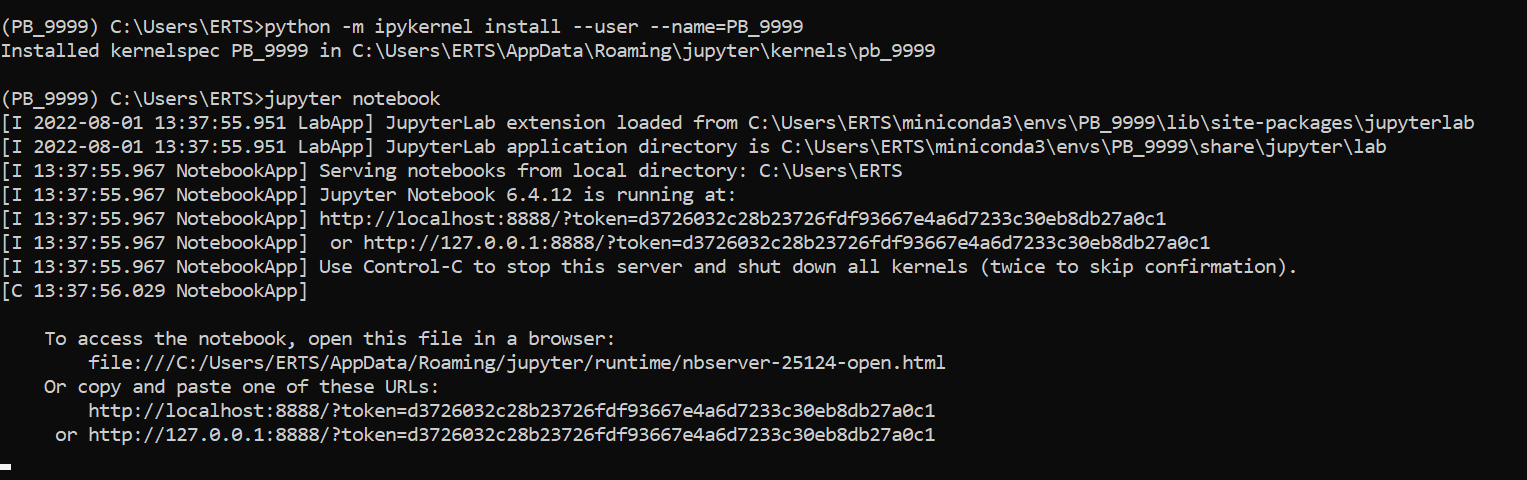 (PB_9999) C:\Users\ERTS>python -m ipykernel install --user --name=PB_9999
Installed kernelspec PB_9999 in C:\Users\ERTS\AppData\Roaming\jupyter\kernels\pb_9999
(PB_9999) C:\Users\ERTS>jupyter notebook
[I 2022-08-01 13:37:55.951 LabApp] JupyterLab extension loaded from C:\Users\ERTS\miniconda3\envs\PB_9999\lib\site-packages\jupyterlab
[I 2022-08-01 13:37:55.951 LabApp] JupyterLab application directory is C:\Users\ERTS\miniconda3\envs\PB_9999\share\jupyter\lab
[I 13:37:55.967 NotebookApp] Serving notebooks from local directory: C:\Users\ERTS
[I 13:37:55.967 NotebookApp] Jupyter Notebook 6.4.12 is running at:
[I 13:37:55.967 NotebookApp] http://localhost:8888/?token=d3726032c28b23726fdf93667e4a6d7233c30eb8db27a0c1
[I 13:37:55.967 NotebookApp]  or http://127.0.0.1:8888/?token=d3726032c28b23726fdf93667e4a6d7233c30eb8db27a0c1
[I 13:37:55.967 NotebookApp] Use Control-C to stop this server and shut down all kernels (twice to skip confirmation).
[C 13:37:56.029 NotebookApp]
To access the notebook, open this file in a browser:
file:///C:/Users/ERTS/AppData/Roaming/jupyter/runtime/nbserver-25124-open.html
Or copy and paste one of these URLs:
http://localhost:8888/?token=d3726032c28b23726fdf93667e4a6d7233c30eb8db27a0c1
or http://127.0.0.1:8888/?token=d3726032c28b23726fdf93667e4a6d7233c30eb8db27a0c1